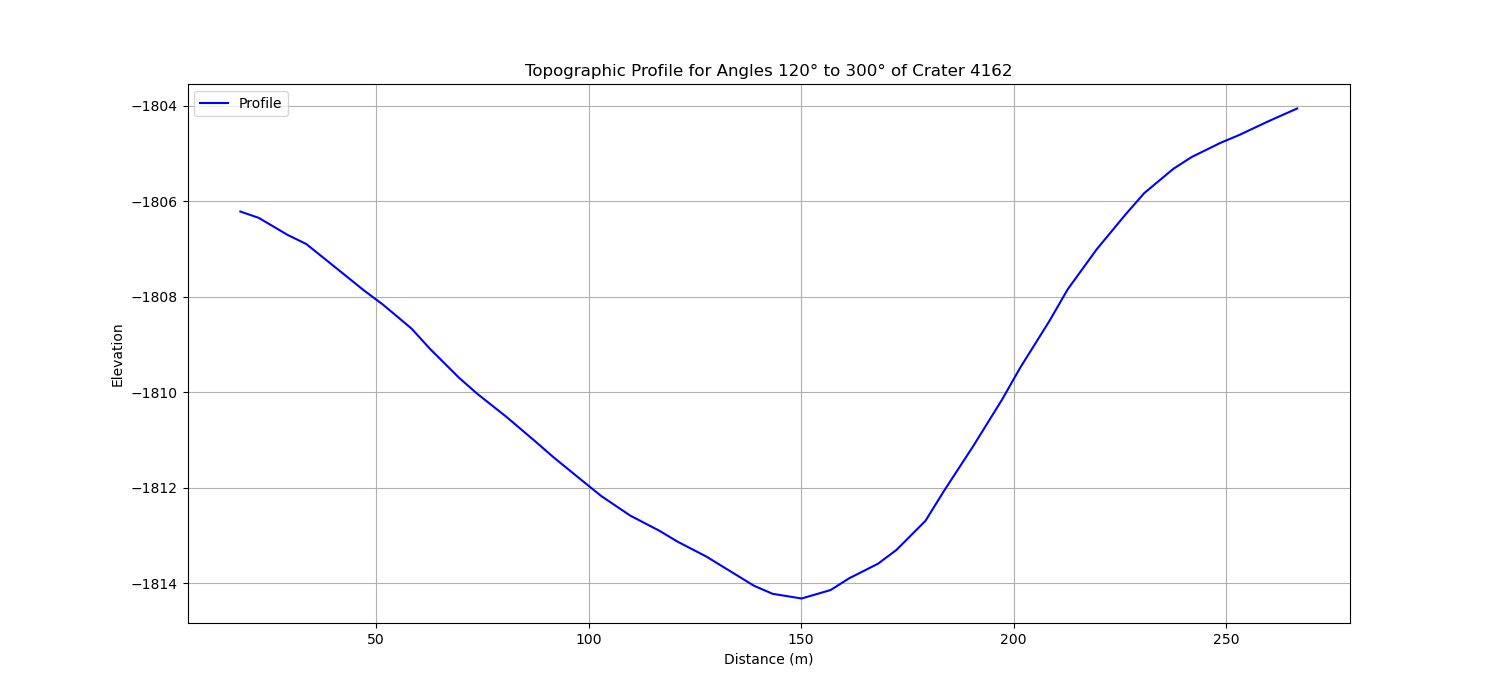 Topographic Profile for Angles 120° to 300° of Crater 4162
Profile
−1804
−1806
−1808
−1810
−1812
−1814
Elevation
50
100
150
200
250
Distance (m)